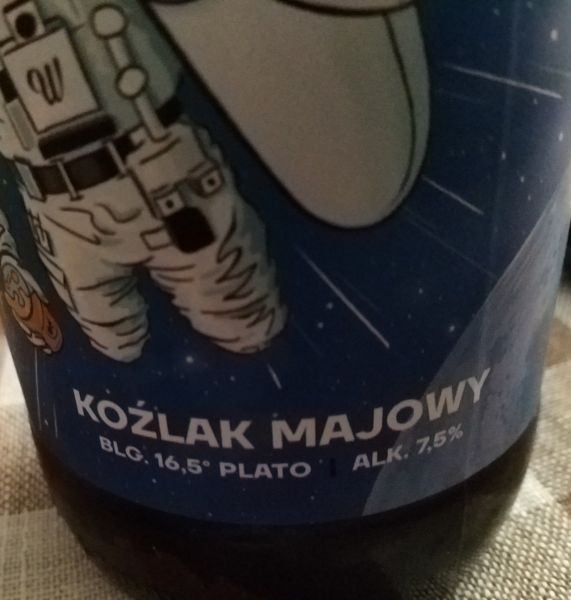 W
KOŹLAK MAJOWY
BLG. 16,5° PLATO | ALK. 7,5%